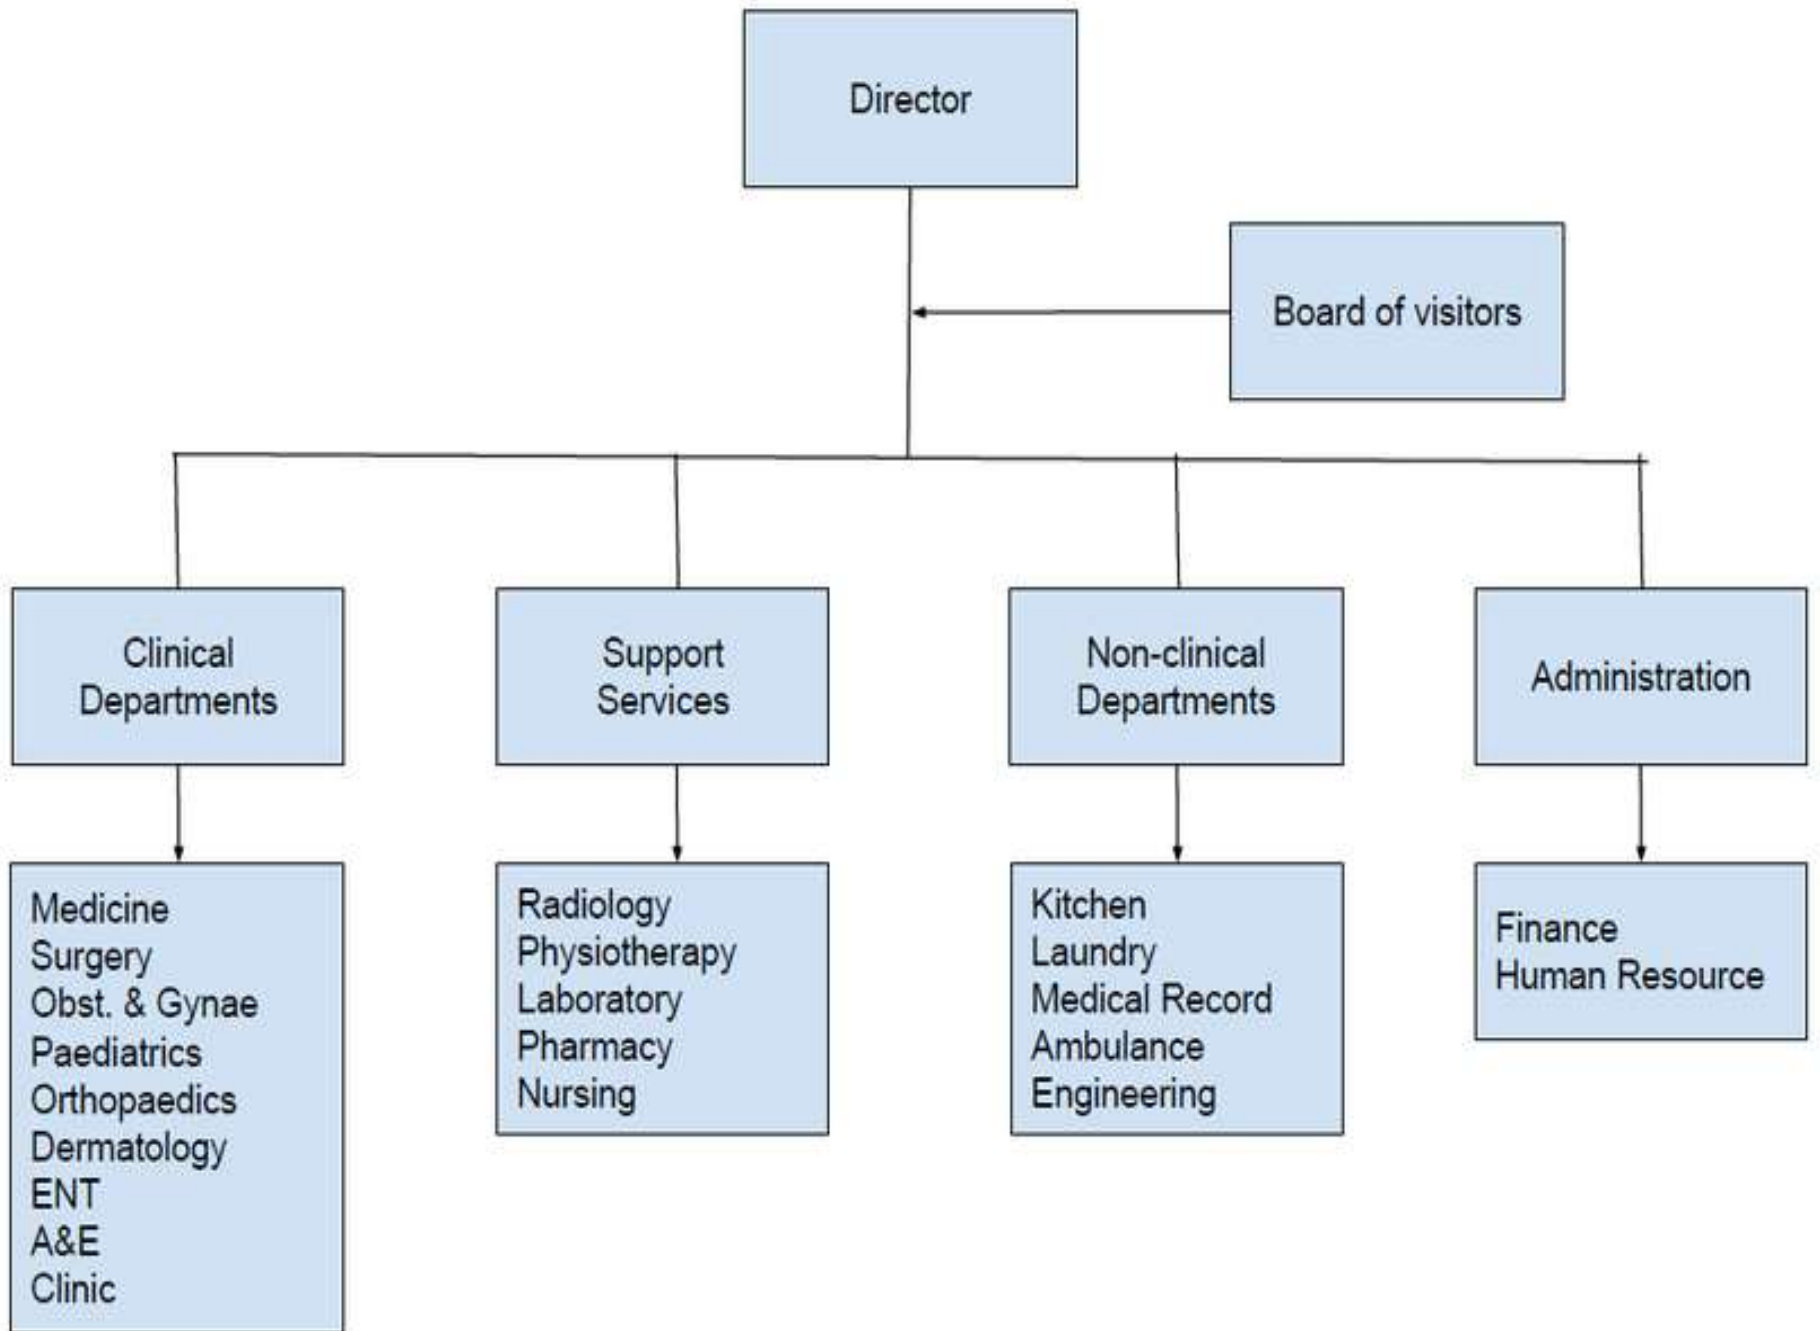 Director
Board of visitors
Clinical
Departments
Support
Services
Non-clinical
Departments
Administration
Medicine
Surgery
Obst. & Gynae
Paediatrics
Orthopaedics
Dermatology
ENT
A&E
Clinic
Radiology
Physiotherapy
Laboratory
Pharmacy
Nursing
Kitchen
Laundry
Medical Record
Ambulance
Engineering
Finance
Human Resource